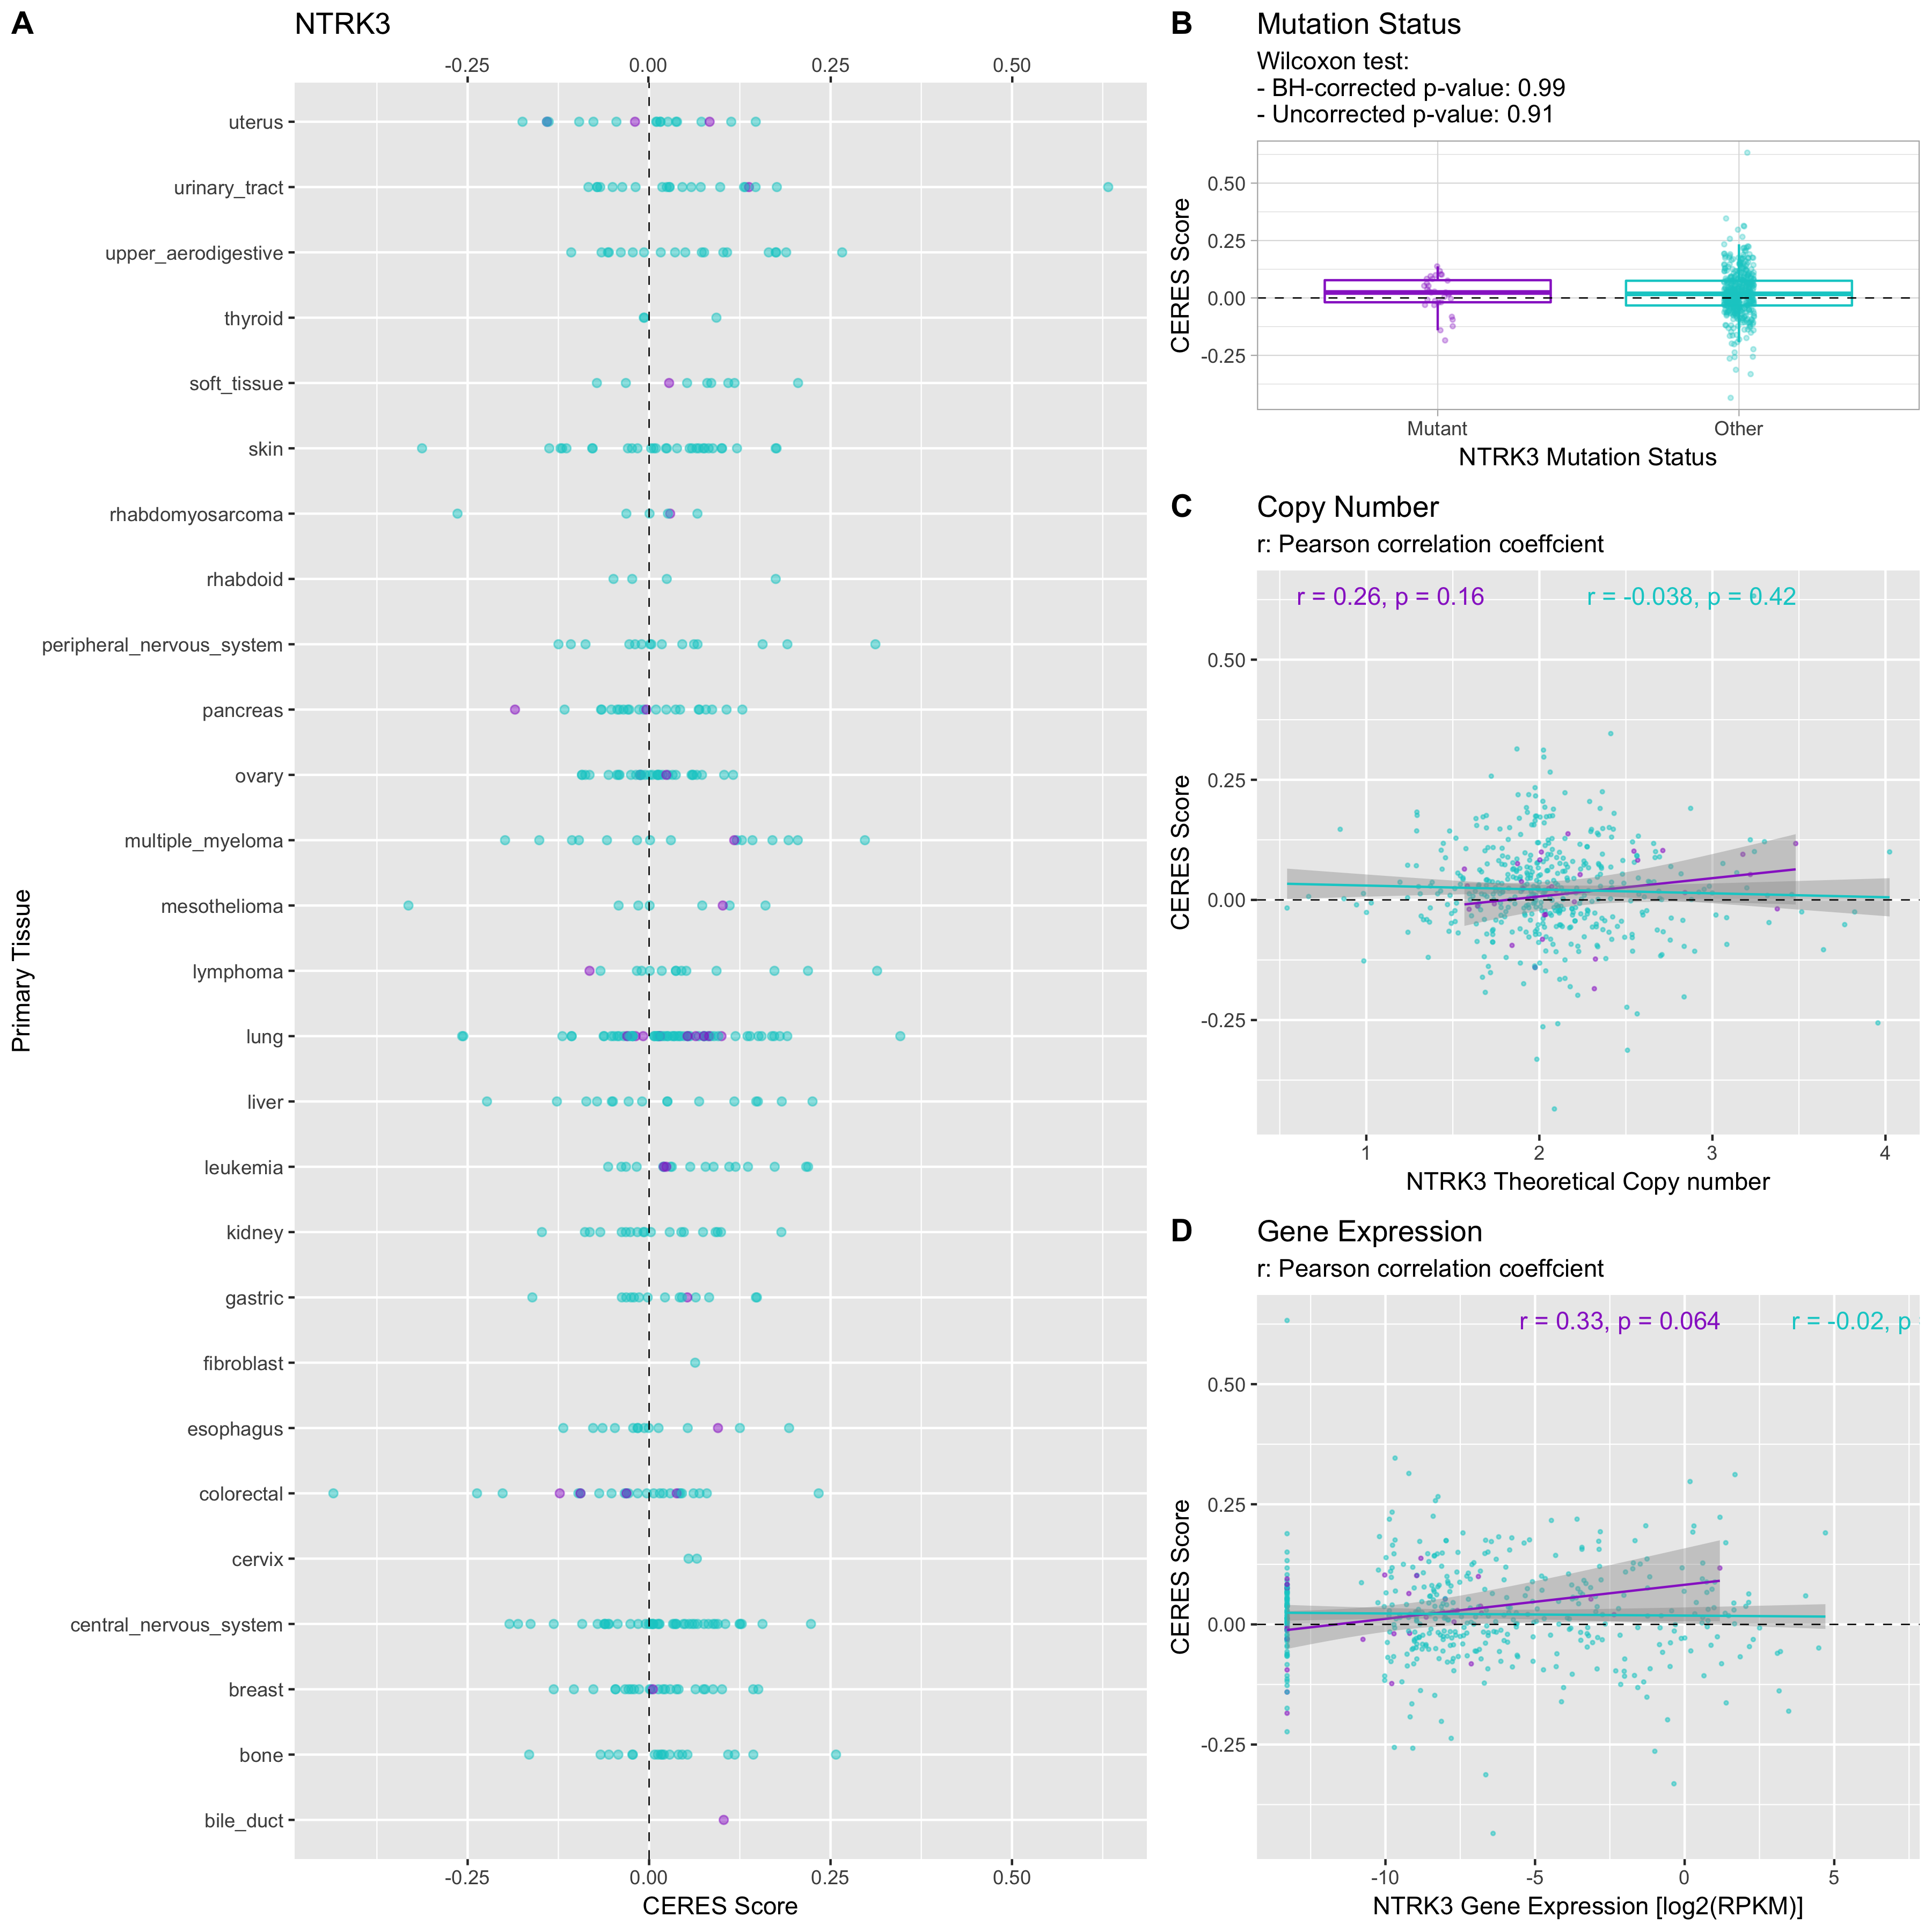 A
NTRK3
-0.25 0.00 0.25 0.50
Primary Tissue
uterus
urinary_tract
upper_aerodigestive
thyroid
soft_tissue
skin
rhabdomyosarcoma
rhabdoid
peripheral_nervous_system
pancreas
ovary
multiple_myeloma
mesothelioma
lymphoma
lung
liver
leukemia
kidney
gastric
fibroblast
esophagus
colorectal
cervix
central_nervous_system
breast
bone
bile_duct
-0.25 0.00 0.25 0.50
CERES Score
B
Mutation Status
Wilcoxon test:
- BH-corrected p-value: 0.99
- Uncorrected p-value: 0.91
CERES Score
0.50
0.25
0.00
-0.25
Mutant Other
NTRK3 Mutation Status
C
Copy Number
r: Pearson correlation coeffcient
r = 0.26, p = 0.16 r = -0.038, p = 0.42
CERES Score
0.50
0.25
0.00
-0.25
1 2 3 4
NTRK3 Theoretical Copy number
D
Gene Expression
r: Pearson correlation coeffcient
r = 0.33, p = 0.064 r = -0.02, p
CERES Score
0.50
0.25
0.00
-0.25
-10 -5 0 5
NTRK3 Gene Expression [log2(RPKM)]